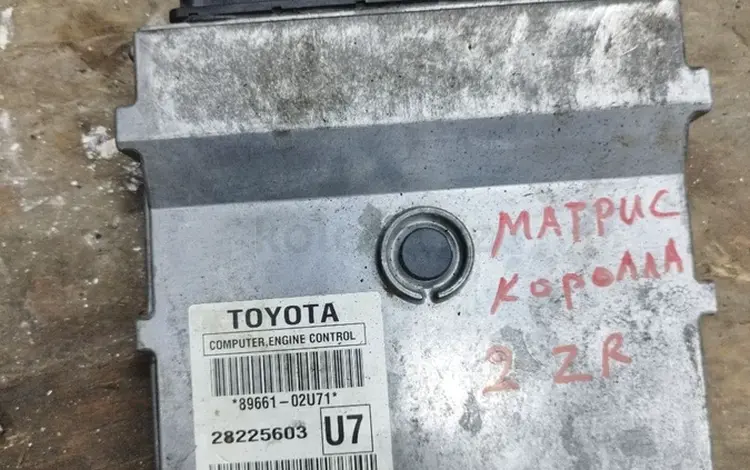 МАТРИС
КОРОЛЛА
2 ZR
TOYOTA
COMPUTER, ENGINE CONTROL
*89661-02U71*
28225603 U7